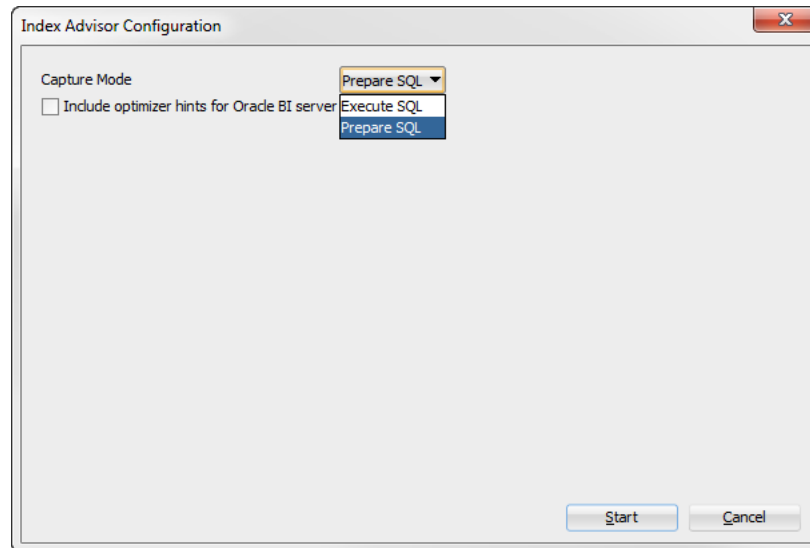 Index Advisor Configuration
Capture Mode
Prepare SQL
Include optimizer hints for Oracle BI server
Execute SQL
Prepare SQL
Start
Cancel